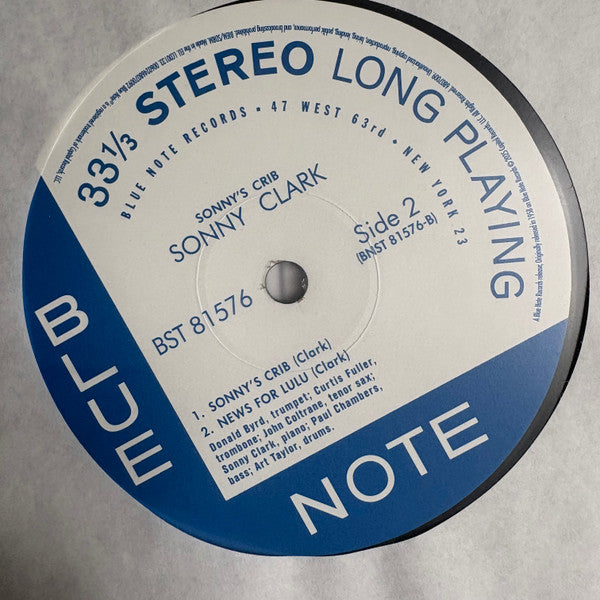 33⅓ STEREO LONG PLAYING
BLUE NOTE RECORDS • 47 WEST 63rd • NEW YORK 23
SONNY'S CRIB
SONNY CLARK
Side 2
(BNST 81576-B)
BST 81576
1. SONNY'S CRIB (Clark)
2. NEWS FOR LULU (Clark)
Donald Byrd, trumpet; Curtis Fuller,
trombone; John Coltrane, tenor sax;
Sonny Clark, piano; Paul Chambers,
bass; Art Taylor, drums.
BLUE
NOTE